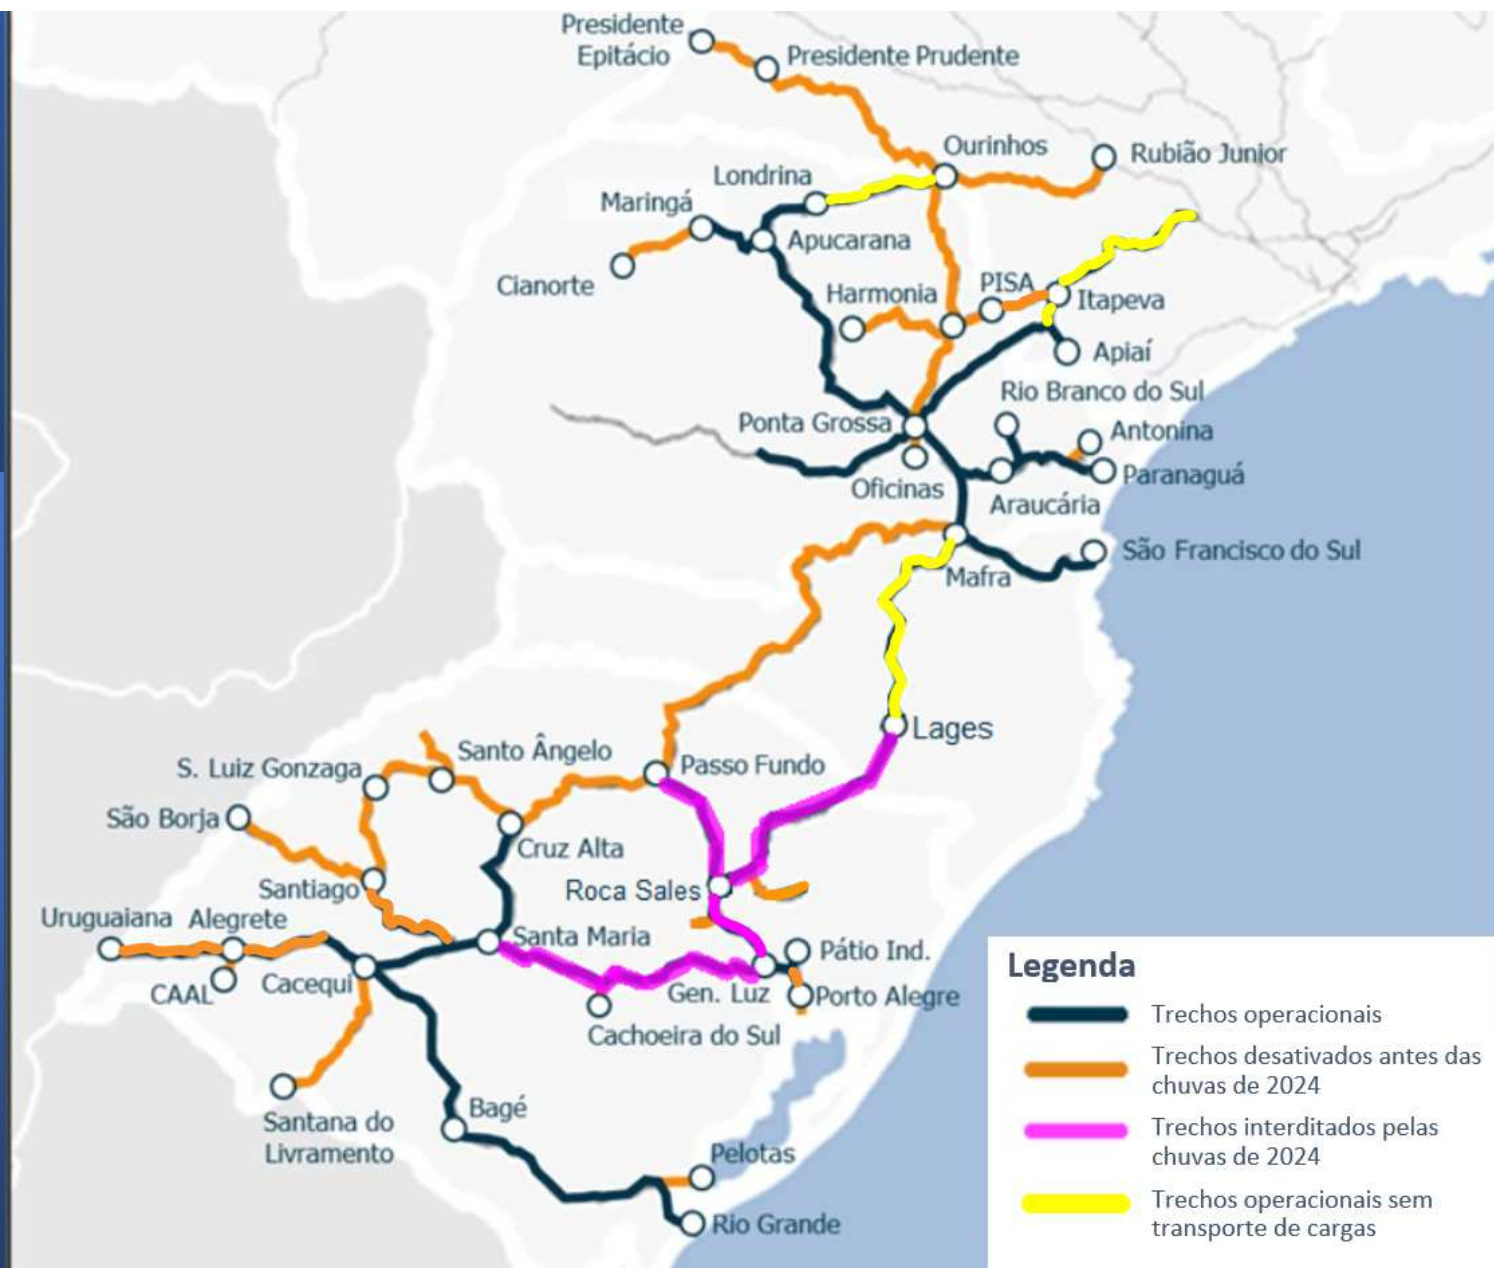 Presidente
Epitácio
Presidente Prudente
Ourinhos
Rubião Junior
Londrina
Maringá
Apucarana
Cianorte
Harmonia
PISA
Itapeva
Apiaí
Rio Branco do Sul
Ponta Grossa
Antonina
Paranaguá
Oficinas
Araucária
São Francisco do Sul
Mafra
Lages
Santo Ângelo
S. Luiz Gonzaga
Passo Fundo
São Borja
Cruz Alta
Santiago
Roca Sales
Uruguaiana
Alegrete
Santa Maria
Pátio Ind.
CAAL
Cacequi
Gen. Luz
Porto Alegre
Cachoeira do Sul
Santana do
Livramento
Bagé
Pelotas
Rio Grande
Legenda
Trechos operacionais
Trechos desativados antes das
chuvas de 2024
Trechos interditados pelas
chuvas de 2024
Trechos operacionais sem
transporte de cargas